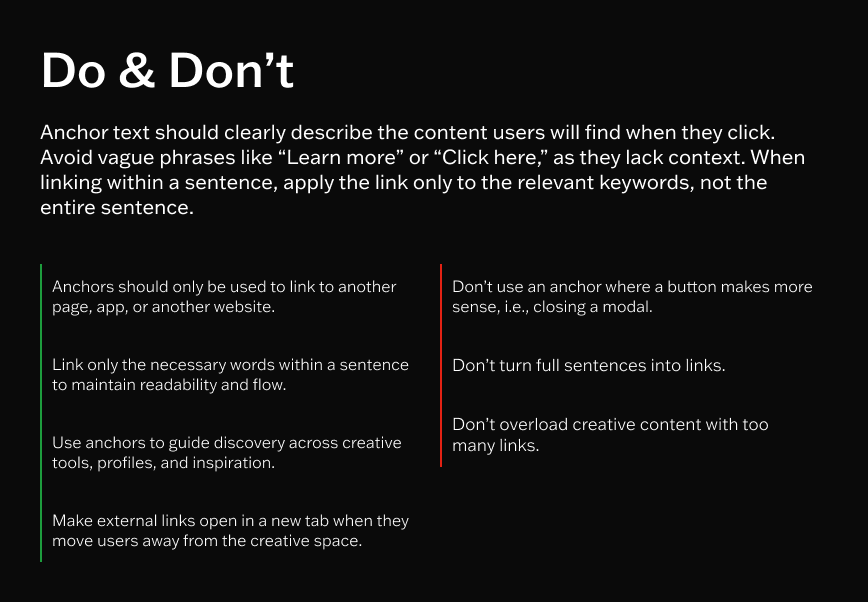 Do & Don’t
Anchor text should clearly describe the content users will find when they click.
Avoid vague phrases like “Learn more” or “Click here,” as they lack context. When
linking within a sentence, apply the link only to the relevant keywords, not the
entire sentence.
Anchors should only be used to link to another
page, app, or another website.
Link only the necessary words within a sentence
to maintain readability and flow.
Use anchors to guide discovery across creative
tools, profiles, and inspiration.
Make external links open in a new tab when they
move users away from the creative space.
Don’t use an anchor where a button makes more
sense, i.e., closing a modal.
Don’t turn full sentences into links.
Don’t overload creative content with too
many links.